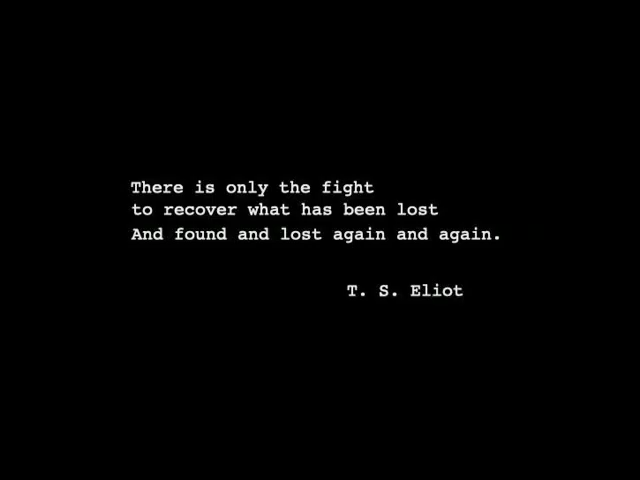 There is only the fight
to recover what has been lost
And found and lost again and again.
T. S. Eliot